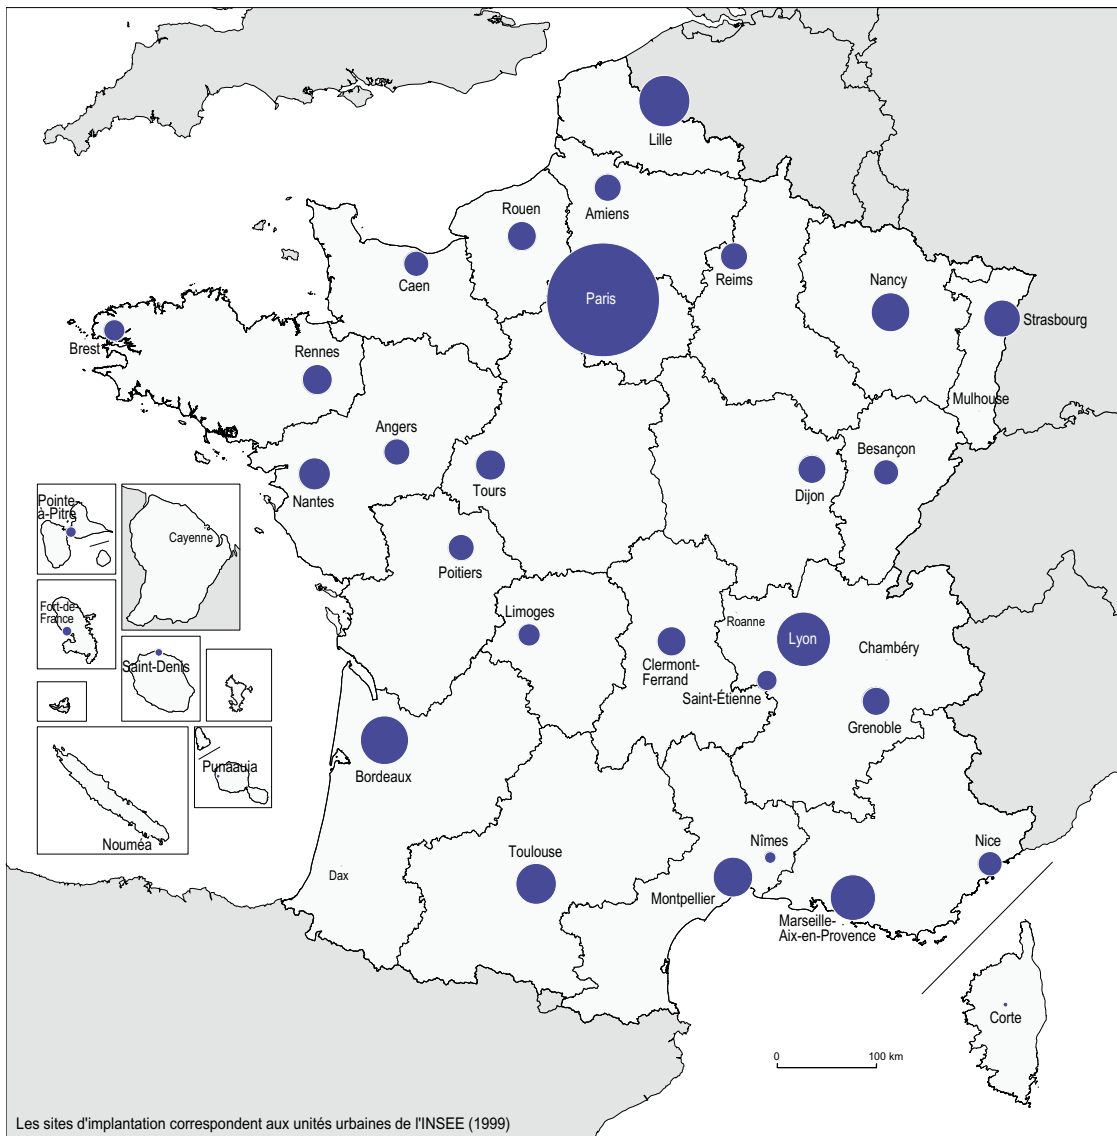 Lille
Amiens
Rouen
Caen
Reims
Paris
Nancy
Strasbourg
Brest
Rennes
Mulhouse
Angers
Besançon
Nantes
Tours
Dijon
Pointe-
à-Pitre
Cayenne
Poitiers
Fort-de-
France
Limoges
Roanne
Lyon
Chambéry
Saint-Denis
Clermont-
Ferrand
Saint-Étienne
Grenoble
Punaauia
Bordeaux
Nouméa
Dax
Toulouse
Nîmes
Nice
Montpellier
Marseille-
Aix-en-Provence
Corte
0 100 km
Les sites d'implantation correspondent aux unités urbaines de l'INSEE (1999)